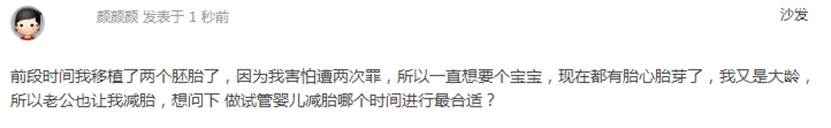 颜颜颜 发表于 1 秒前 沙发
前段时间我移植了两个胚胎了，因为我害怕遭两次罪，所以一直想要个宝宝，现在都有胎心胎芽了，我又是大龄，
所以老公也让我减胎，想问下 做试管婴儿减胎哪个时间进行最合适？